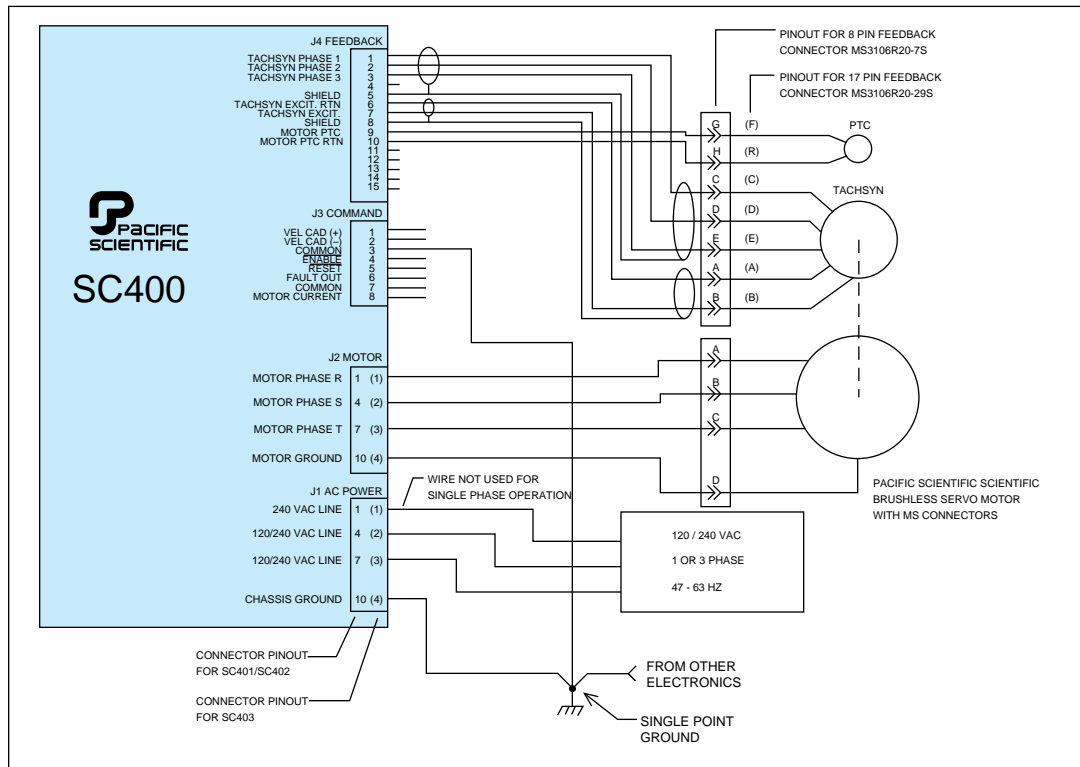 J4 FEEDBACK
TACHSYN PHASE 1 1
TACHSYN PHASE 2 2
TACHSYN PHASE 3 3
4
SHIELD 5
TACHSYN EXCIT. RTN 6
TACHSYN EXCIT. 7
SHIELD 8
MOTOR PTC 9
MOTOR PTC RTN 10
11
12
13
14
15
J3 COMMAND
VEL CAD (+) 1
VEL CAD (–) 2
COMMON 3
ENABLE 4
RESET 5
FAULT OUT 6
COMMON 7
MOTOR CURRENT 8
PACIFIC
SCIENTIFIC
SC400
J2 MOTOR
MOTOR PHASE R 1 (1)
MOTOR PHASE S 4 (2)
MOTOR PHASE T 7 (3)
MOTOR GROUND 10 (4)
J1 AC POWER
240 VAC LINE 1 (1)
120/240 VAC LINE 4 (2)
120/240 VAC LINE 7 (3)
CHASSIS GROUND 10 (4)
CONNECTOR PINOUT
FOR SC401/SC402
CONNECTOR PINOUT
FOR SC403
WIRE NOT USED FOR
SINGLE PHASE OPERATION
PINOUT FOR 8 PIN FEEDBACK
CONNECTOR MS3106R20-7S
PINOUT FOR 17 PIN FEEDBACK
CONNECTOR MS3106R20-29S
G (F)
H (R)
C (C)
D (D)
E (E)
A (A)
B (B)
PTC
TACHSYN
A
B
C
D
PACIFIC SCIENTIFIC SCIENTIFIC
BRUSHLESS SERVO MOTOR
WITH MS CONNECTORS
120 / 240 VAC
1 OR 3 PHASE
47 - 63 HZ
FROM OTHER
ELECTRONICS
SINGLE POINT
GROUND